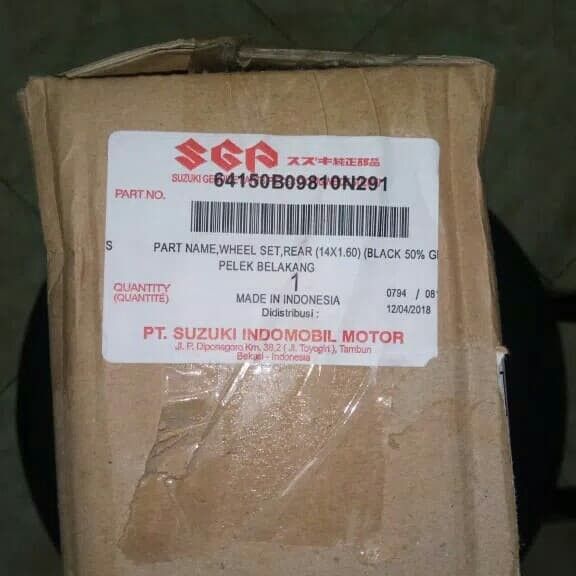 SGP スズキ純正部品
SUZUKI GE
64150B09810N291
PART NO.
S PART NAME,WHEEL SET,REAR (14X1.60) (BLACK 50% G
PELEK BELAKANG
QUANTITY
(QUANTITÉ)
1
MADE IN INDONESIA
Didistribusi :
0794 / 08
12/04/2018
PT. SUZUKI INDOMOBIL MOTOR
Jl. P. Diponegoro Km. 38,2 ( Jl. Toyogiri ), Tambun
Bekasi - Indonesia